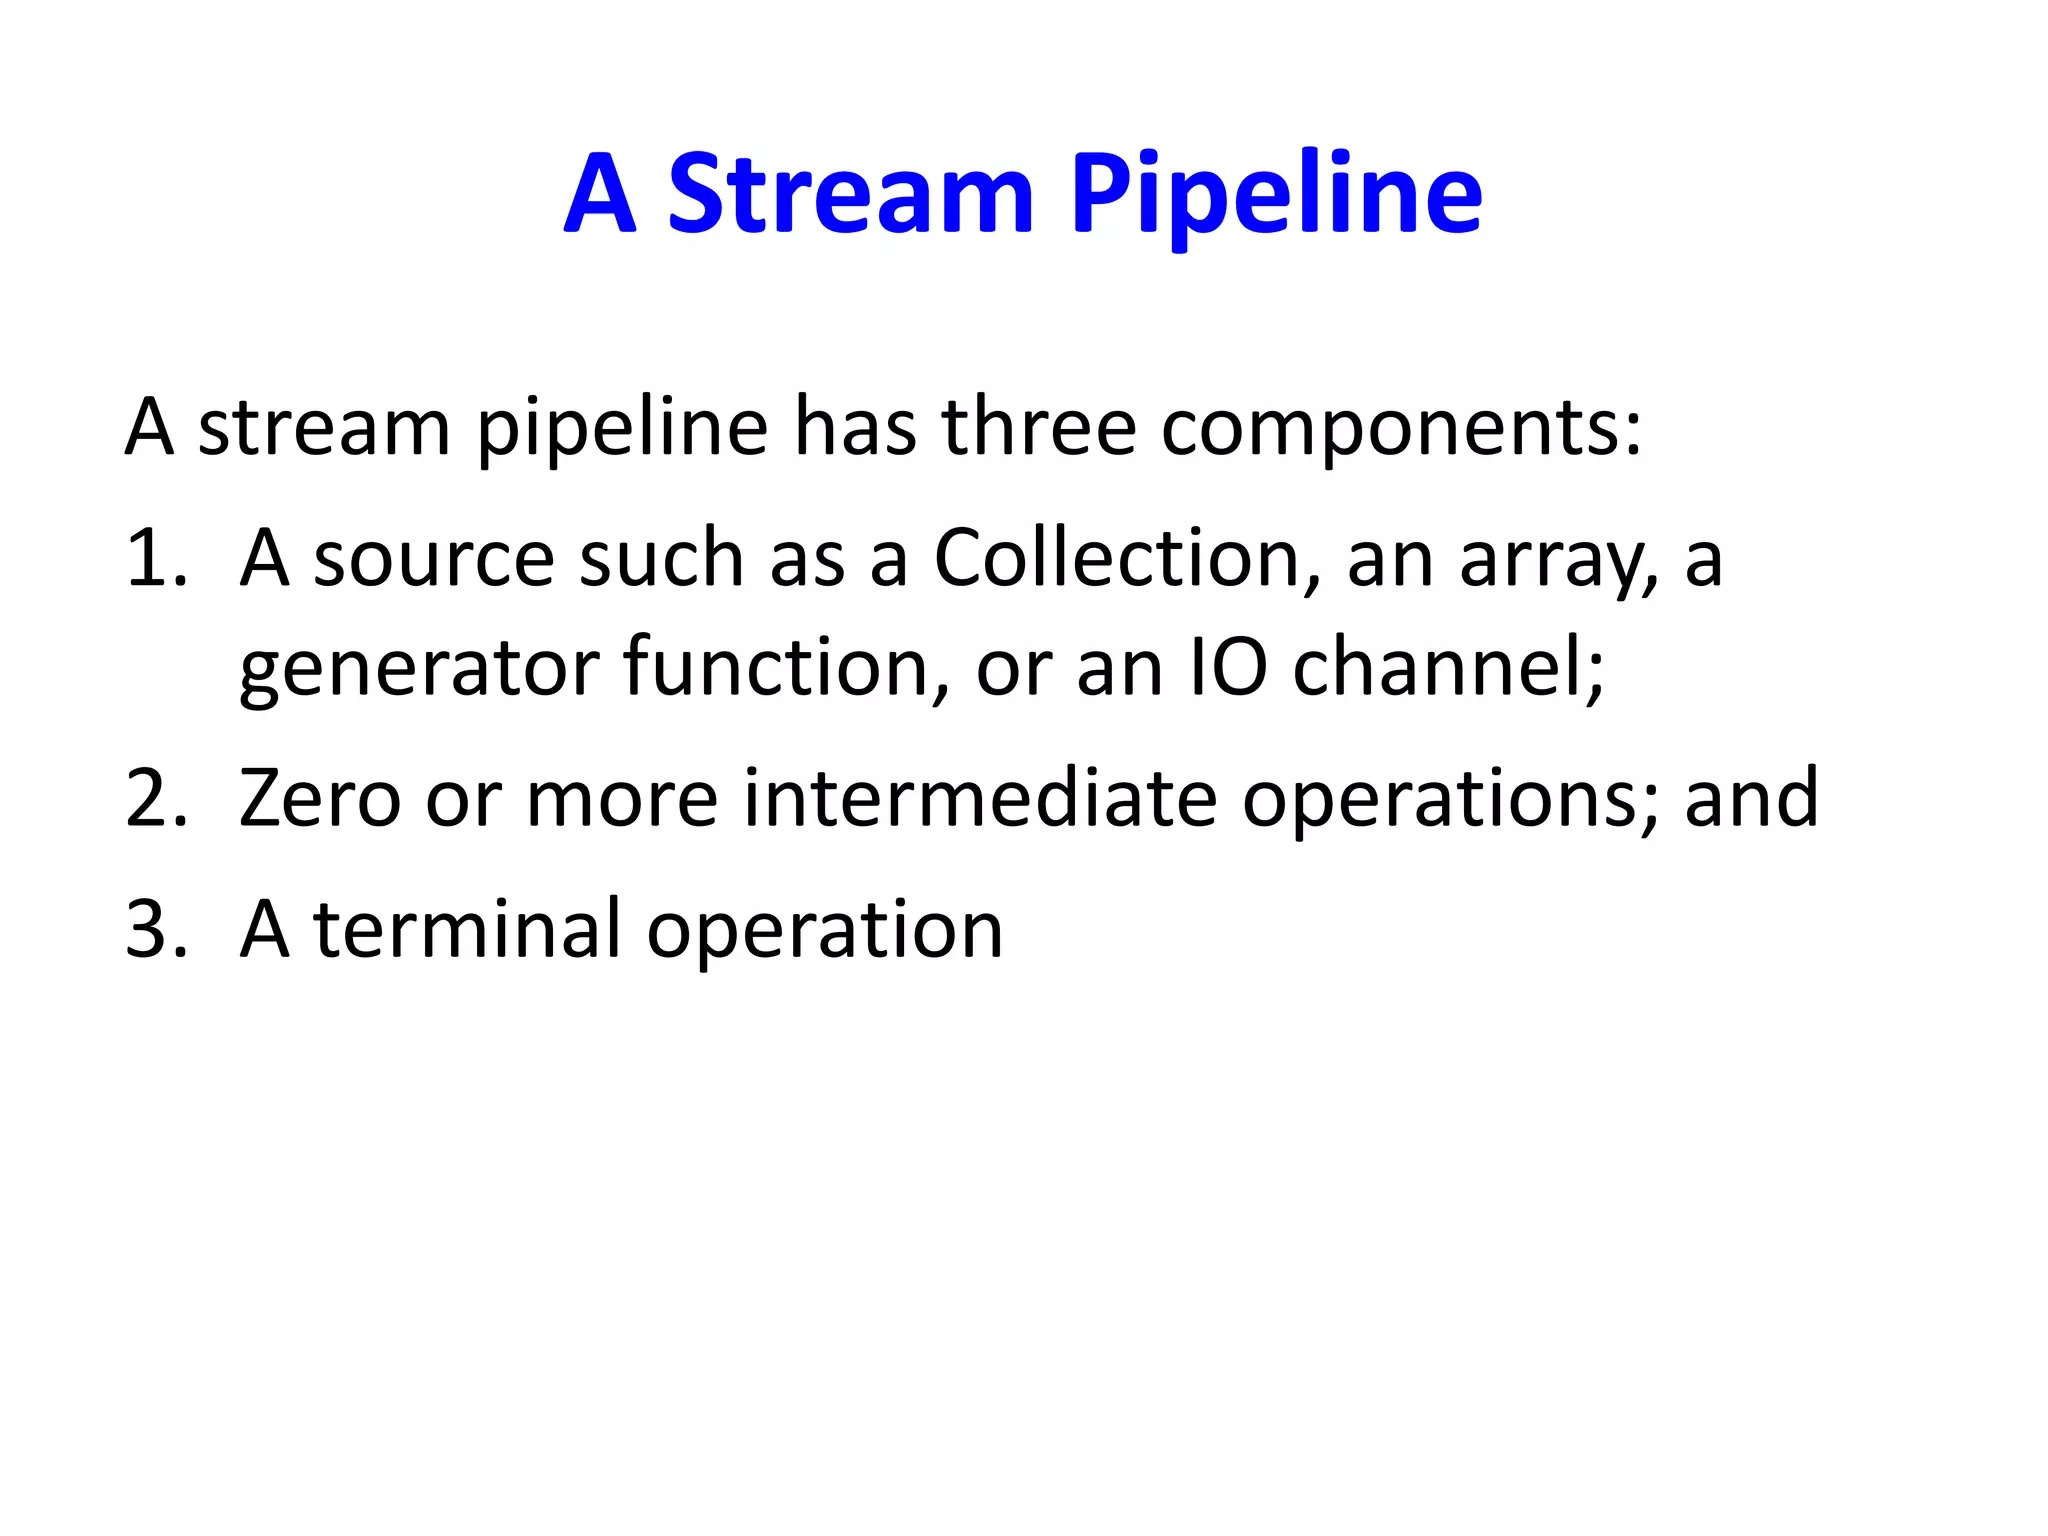 A Stream Pipeline
A stream pipeline has three components:
1. A source such as a Collection, an array, a
generator function, or an IO channel;
2. Zero or more intermediate operations; and
3. A terminal operation